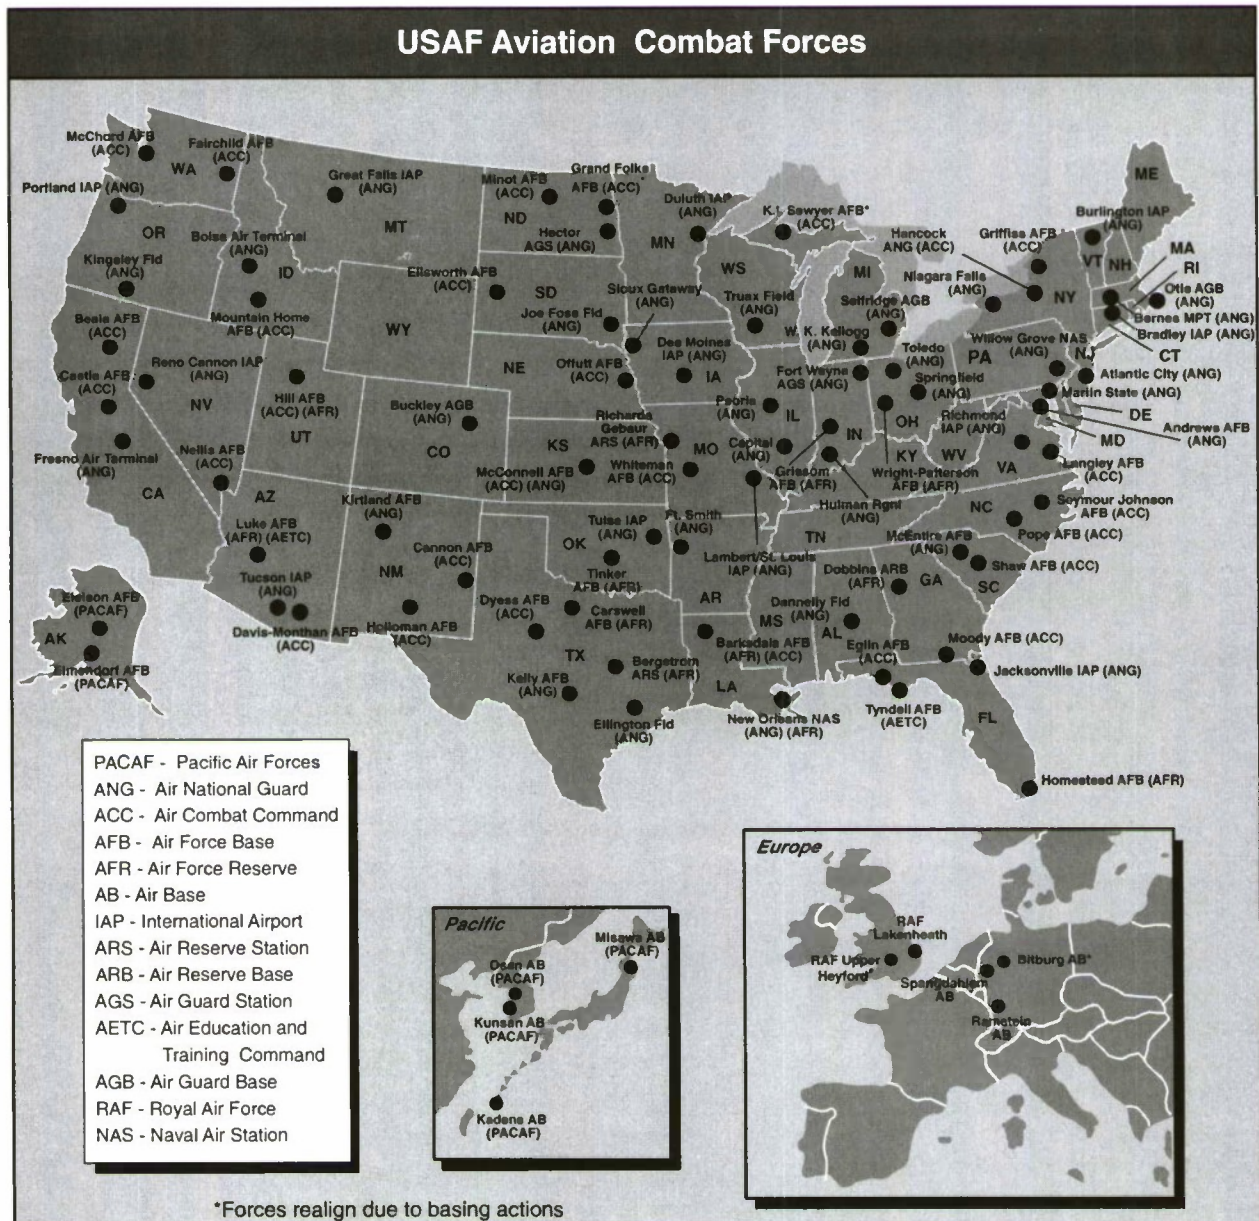 USAF Aviation Combat Forces
McChord AFB
(ACC)
Fairchild AFB
(ACC)
WA
Portland IAP (ANG)
Great Falls IAP
(ANG)
MT
Minot AFB
(ACC)
ND
Grand Folks
AFB (ACC)
Hector
AGS (ANG)
Duluth IAP
(ANG)
MN
K.I. Sawyer AFB*
(ACC)
Hancock
ANG (ACC)
Griffiss AFB
(ACC)
Burlington IAP
(ANG)
ME
VT
NH
MA
RI
Otis AGB
(ANG)
Barnes MPT (ANG)
Bradley IAP (ANG)
CT
OR
Kingsley Fld
(ANG)
Boise Air Terminal
(ANG)
ID
Mountain Home
AFB (ACC)
Ellsworth AFB
(ACC)
SD
Joe Foss Fld
(ANG)
Sioux Gateway
(ANG)
WS
Truax Field
(ANG)
MI
Selfridge AGB
(ANG)
W. K. Kellogg
(ANG)
Niagara Falls
(ANG)
NY
Willow Grove NAS
(ANG)
PA
NJ
Atlantic City (ANG)
Martin State (ANG)
DE
Andrews AFB
(ANG)
MD
Beale AFB
(ACC)
Castle AFB
(ACC)
Fresno Air Terminal
(ANG)
CA
Reno Cannon IAP
(ANG)
NV
Nellis AFB
(ACC)
Hill AFB
(ACC) (AFR)
UT
WY
NE
Offutt AFB
(ACC)
Des Moines
IAP (ANG)
IA
Buckley AGB
(ANG)
CO
KS
McConnell AFB
(ACC) (ANG)
Richards
Gebaur
ARS (AFR)
Whiteman
AFB (ACC)
MO
Peoria
(ANG)
IL
Capital
(ANG)
Fort Wayne
AGS (ANG)
Toledo
(ANG)
Springfield
(ANG)
IN
OH
Grissom
AFB (AFR)
KY
Wright-Patterson
AFB (AFR)
Hulman Rgnl
(ANG)
Richmond
IAP (ANG)
WV
VA
Langley AFB
(ACC)
NC
Seymour Johnson
AFB (ACC)
Pope AFB (ACC)
AZ
Luke AFB
(AFR) (AETC)
Tucson IAP
(ANG)
Davis-Monthan AFB
(ACC)
Kirtland AFB
(ANG)
NM
Cannon AFB
(ACC)
Holloman AFB
(ACC)
OK
Tulsa IAP
(ANG)
Tinker
AFB (AFR)
Ft. Smith
(ANG)
AR
Lambert/St. Louis
IAP (ANG)
TN
McEntire AFB
(ANG)
Shaw AFB (ACC)
SC
Dobbins ARB
(AFR)
GA
Dannelly Fld
(ANG)
MS
AL
Eglin AFB
(ACC)
Moody AFB (ACC)
Jacksonville IAP (ANG)
Tyndell AFB
(AETC)
FL
Homestead AFB (AFR)
Dyess AFB
(ACC)
Carswell
AFB (AFR)
TX
Bergstrom
ARS (AFR)
Kelly AFB
(ANG)
Ellington Fld
(ANG)
Barksdale AFB
(AFR) (ACC)
LA
New Orleans NAS
(ANG) (AFR)
Eielson AFB
(PACAF)
AK
Elmendorf AFB
(PACAF)
PACAF - Pacific Air Forces
ANG - Air National Guard
ACC - Air Combat Command
AFB - Air Force Base
AFR - Air Force Reserve
AB - Air Base
IAP - International Airport
ARS - Air Reserve Station
ARB - Air Reserve Base
AGS - Air Guard Station
AETC - Air Education and
Training Command
AGB - Air Guard Base
RAF - Royal Air Force
NAS - Naval Air Station
Pacific
Misawa AB
(PACAF)
Osan AB
(PACAF)
Kunsan AB
(PACAF)
Kadena AB
(PACAF)
Europe
RAF
Lakenheath
RAF Upper
Heyford*
Bitburg AB*
Spangdahlem
AB
Ramstein
AB
*Forces realign due to basing actions